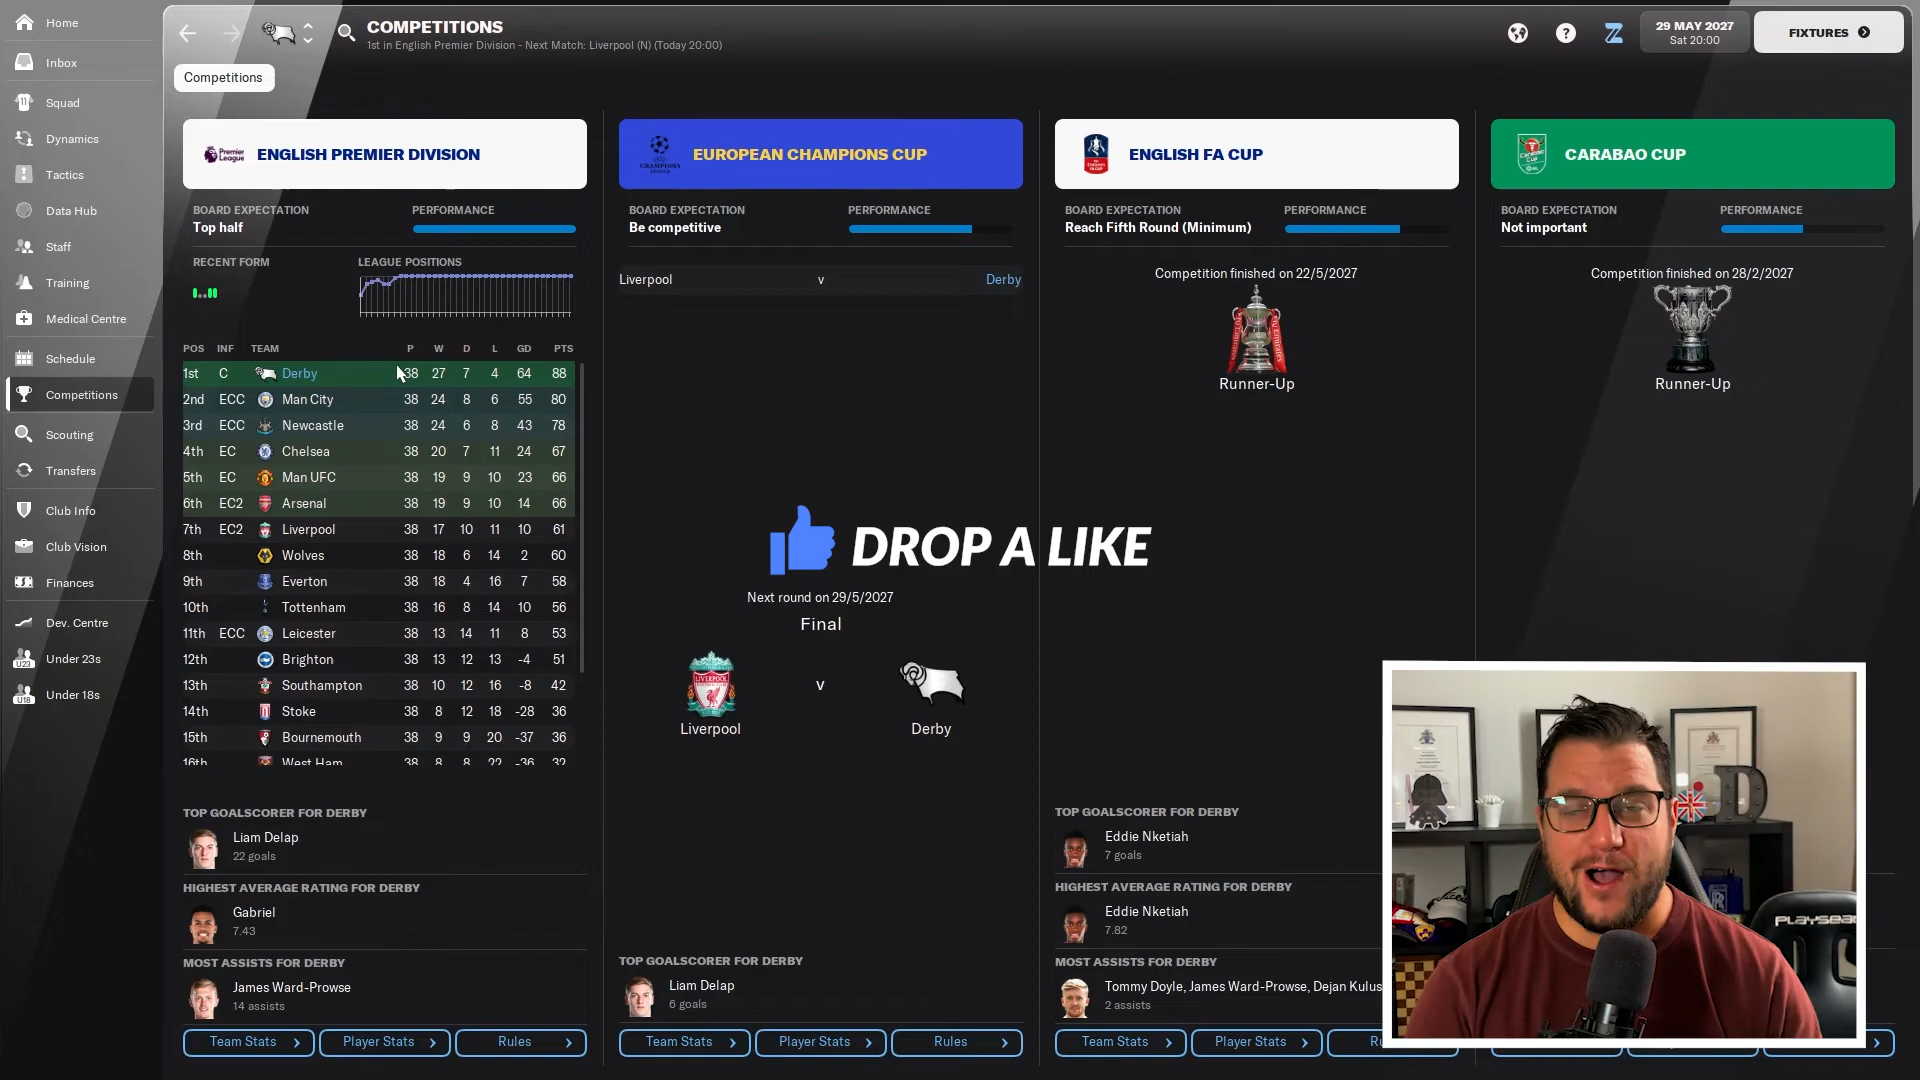 Home
Inbox
Squad
Dynamics
Tactics
Data Hub
Staff
Training
Medical Centre
Schedule
Competitions
Scouting
Transfers
Club Info
Club Vision
Finances
Dev. Centre
U23 Under 23s
U18 Under 18s
COMPETITIONS
1st in English Premier Division - Next Match: Liverpool (N) (Today 20:00)
29 MAY 2027
Sat 20:00
FIXTURES
Competitions
Premier League
ENGLISH PREMIER DIVISION
BOARD EXPECTATION PERFORMANCE
Top half
RECENT FORM LEAGUE POSITIONS
POS INF TEAM P W D L GD PTS
1st C Derby 38 27 7 4 64 88
2nd ECC Man City 38 24 8 6 55 80
3rd ECC Newcastle 38 24 6 8 43 78
4th EC Chelsea 38 20 7 11 24 67
5th EC Man UFC 38 19 9 10 23 66
6th EC2 Arsenal 38 19 9 10 14 66
7th EC2 Liverpool 38 17 10 11 10 61
8th Wolves 38 18 6 14 2 60
9th Everton 38 18 4 16 7 58
10th Tottenham 38 16 8 14 10 56
11th ECC Leicester 38 13 14 11 8 53
12th Brighton 38 13 12 13 -4 51
13th Southampton 38 10 12 16 -8 42
14th Stoke 38 8 12 18 -28 36
15th Bournemouth 38 9 9 20 -37 36
16th West Ham 38 8 8 22 -36 32
TOP GOALSCORER FOR DERBY
Liam Delap
22 goals
HIGHEST AVERAGE RATING FOR DERBY
Gabriel
7.43
MOST ASSISTS FOR DERBY
James Ward-Prowse
14 assists
Team Stats Player Stats Rules
CHAMPIONS LEAGUE
EUROPEAN CHAMPIONS CUP
BOARD EXPECTATION PERFORMANCE
Be competitive
Liverpool v Derby
DROP A LIKE
Next round on 29/5/2027
Final
v
Liverpool Derby
TOP GOALSCORER FOR DERBY
Liam Delap
6 goals
Team Stats Player Stats Rules
ENGLISH FA CUP
BOARD EXPECTATION PERFORMANCE
Reach Fifth Round (Minimum)
Competition finished on 22/5/2027
Runner-Up
TOP GOALSCORER FOR DERBY
Eddie Nketiah
7 goals
HIGHEST AVERAGE RATING FOR DERBY
Eddie Nketiah
7.82
MOST ASSISTS FOR DERBY
Tommy Doyle, James Ward-Prowse, Dejan Kulus
2 assists
Team Stats Player Stats Ru
CARABAO CUP
BOARD EXPECTATION PERFORMANCE
Not important
Competition finished on 28/2/2027
Runner-Up
PLAYSEA